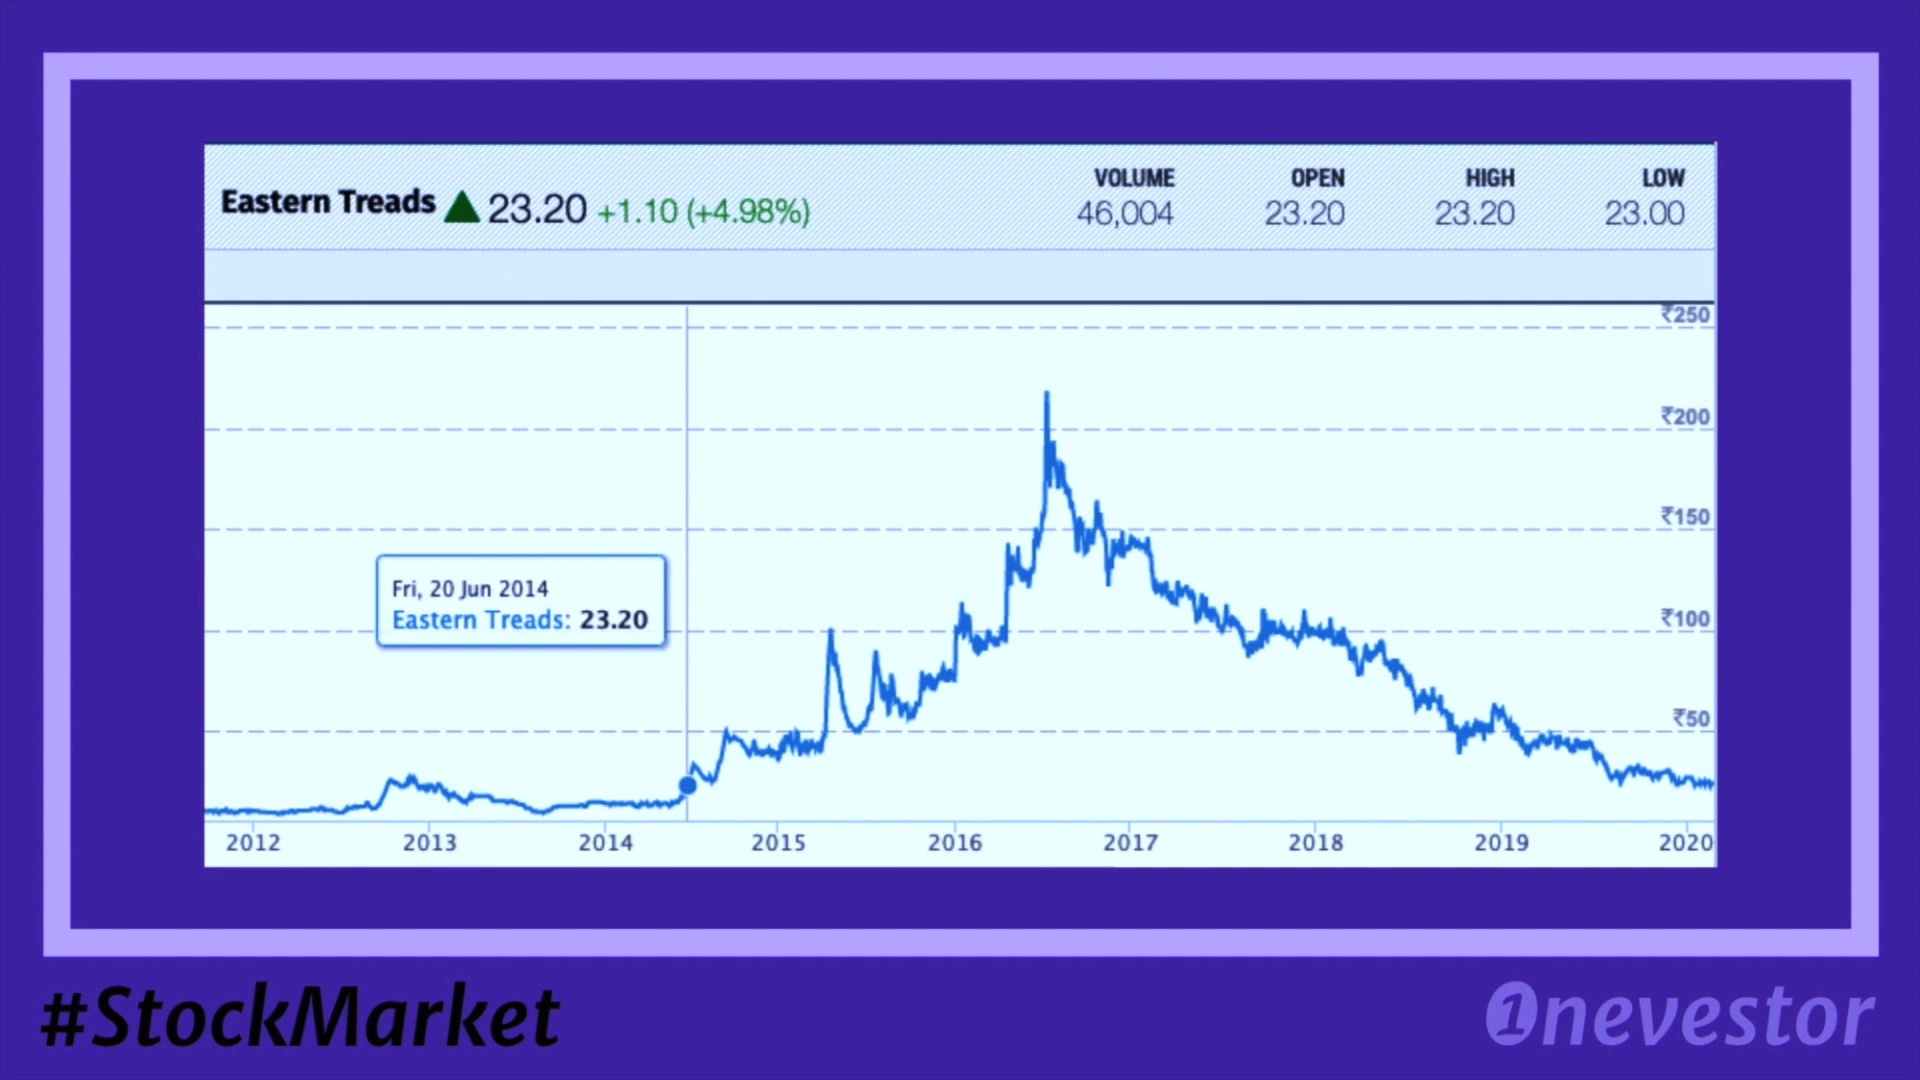 Eastern Treads ▲ 23.20 +1.10 (+4.98%)
VOLUME OPEN HIGH LOW
46,004 23.20 23.20 23.00
₹250
₹200
₹150
Fri, 20 Jun 2014
Eastern Treads: 23.20
₹100
₹50
2012 2013 2014 2015 2016 2017 2018 2019 2020
#StockMarket
1nevestor